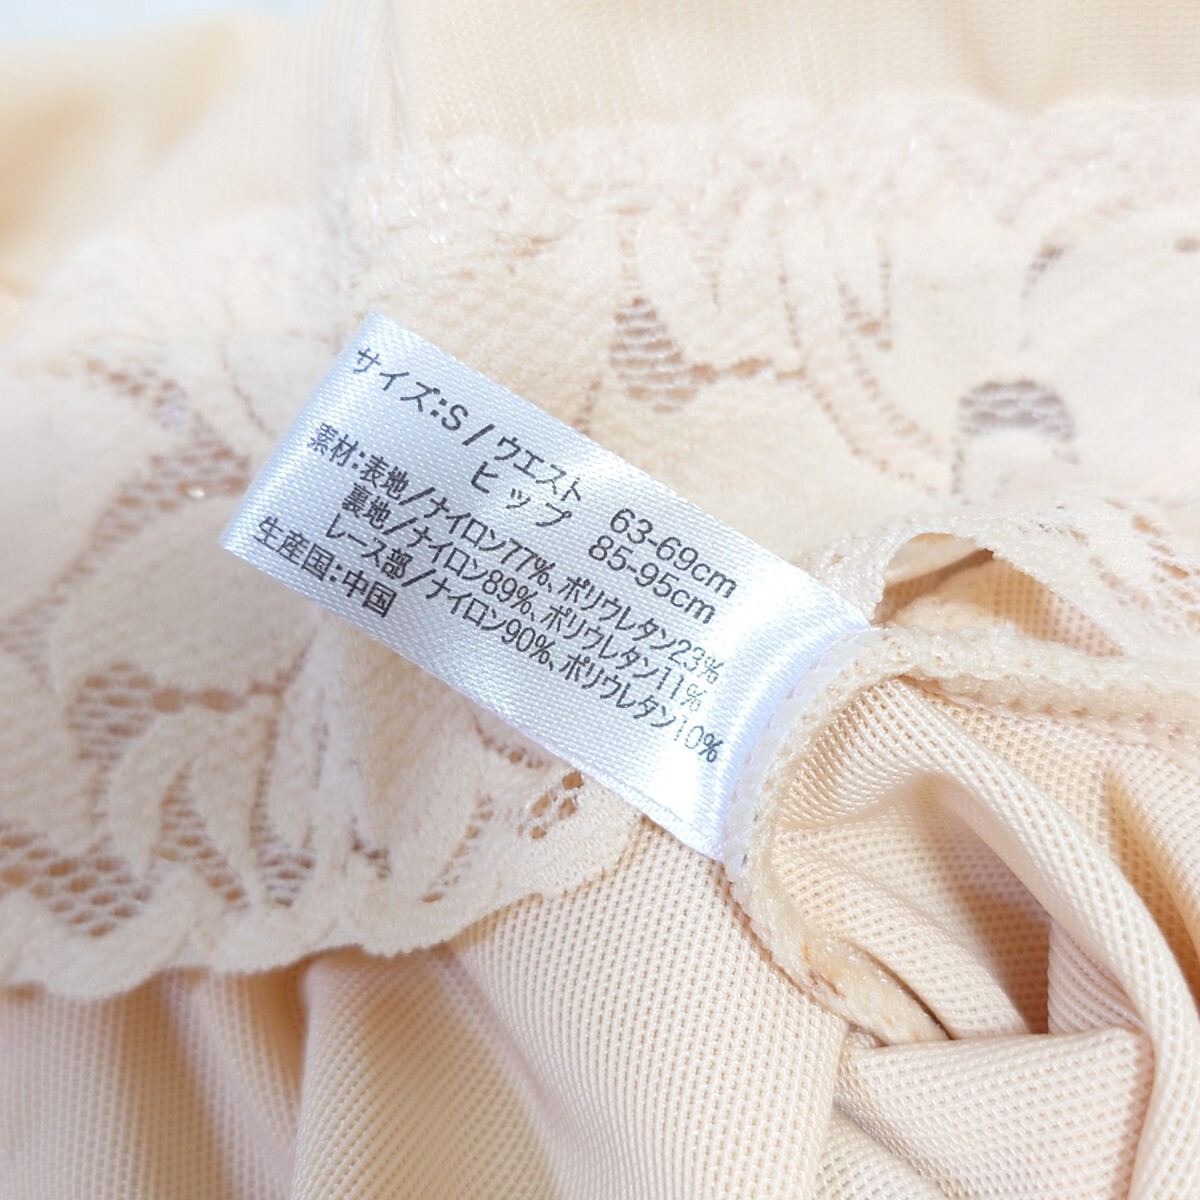 サイズ:S/ウエスト 63-69cm
ヒップ 85-95cm
素材:表地/ナイロン77%、ポリウレタン23%
裏地/ナイロン89%、ポリウレタン11%
レース部/ナイロン90%、ポリウレタン10%
生産国:中国